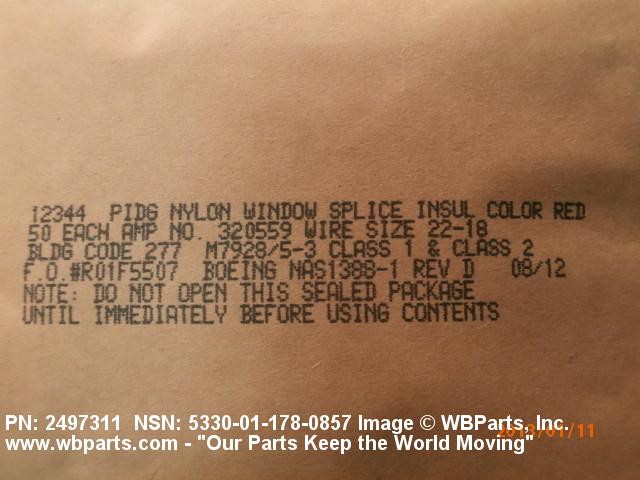 12344 PIDG NYLON WINDOW SPLICE INSUL COLOR RED
50 EACH AMP NO. 320559 WIRE SIZE 22-18
BLDG CODE 277 M7928/5-3 CLASS 1 & CLASS 2
F.O.#R01F5507 BOEING NAS1388-1 REV D 08/12
NOTE: DO NOT OPEN THIS SEALED PACKAGE
UNTIL IMMEDIATELY BEFORE USING CONTENTS
PN: 2497311 NSN: 5330-01-178-0857 Image © WBParts, Inc.
2013/01/11
www.wbparts.com - "Our Parts Keep the World Moving"